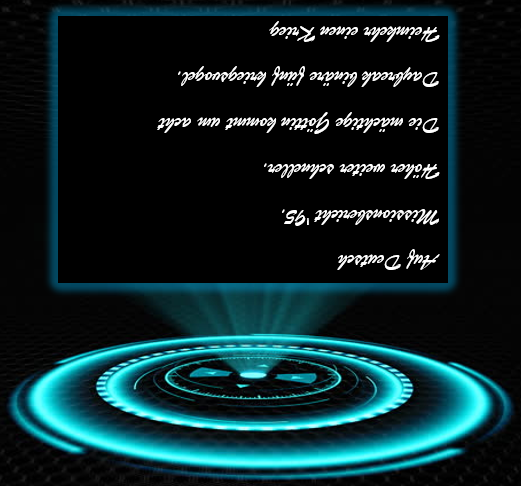 Auf Deutsch
Missionsbericht '95.
Höher weiter schneller.
Die mächtige Göttin kommt um acht
Daybreak binäre fünf kriegsvogel.
Heimkehr einen Krieg